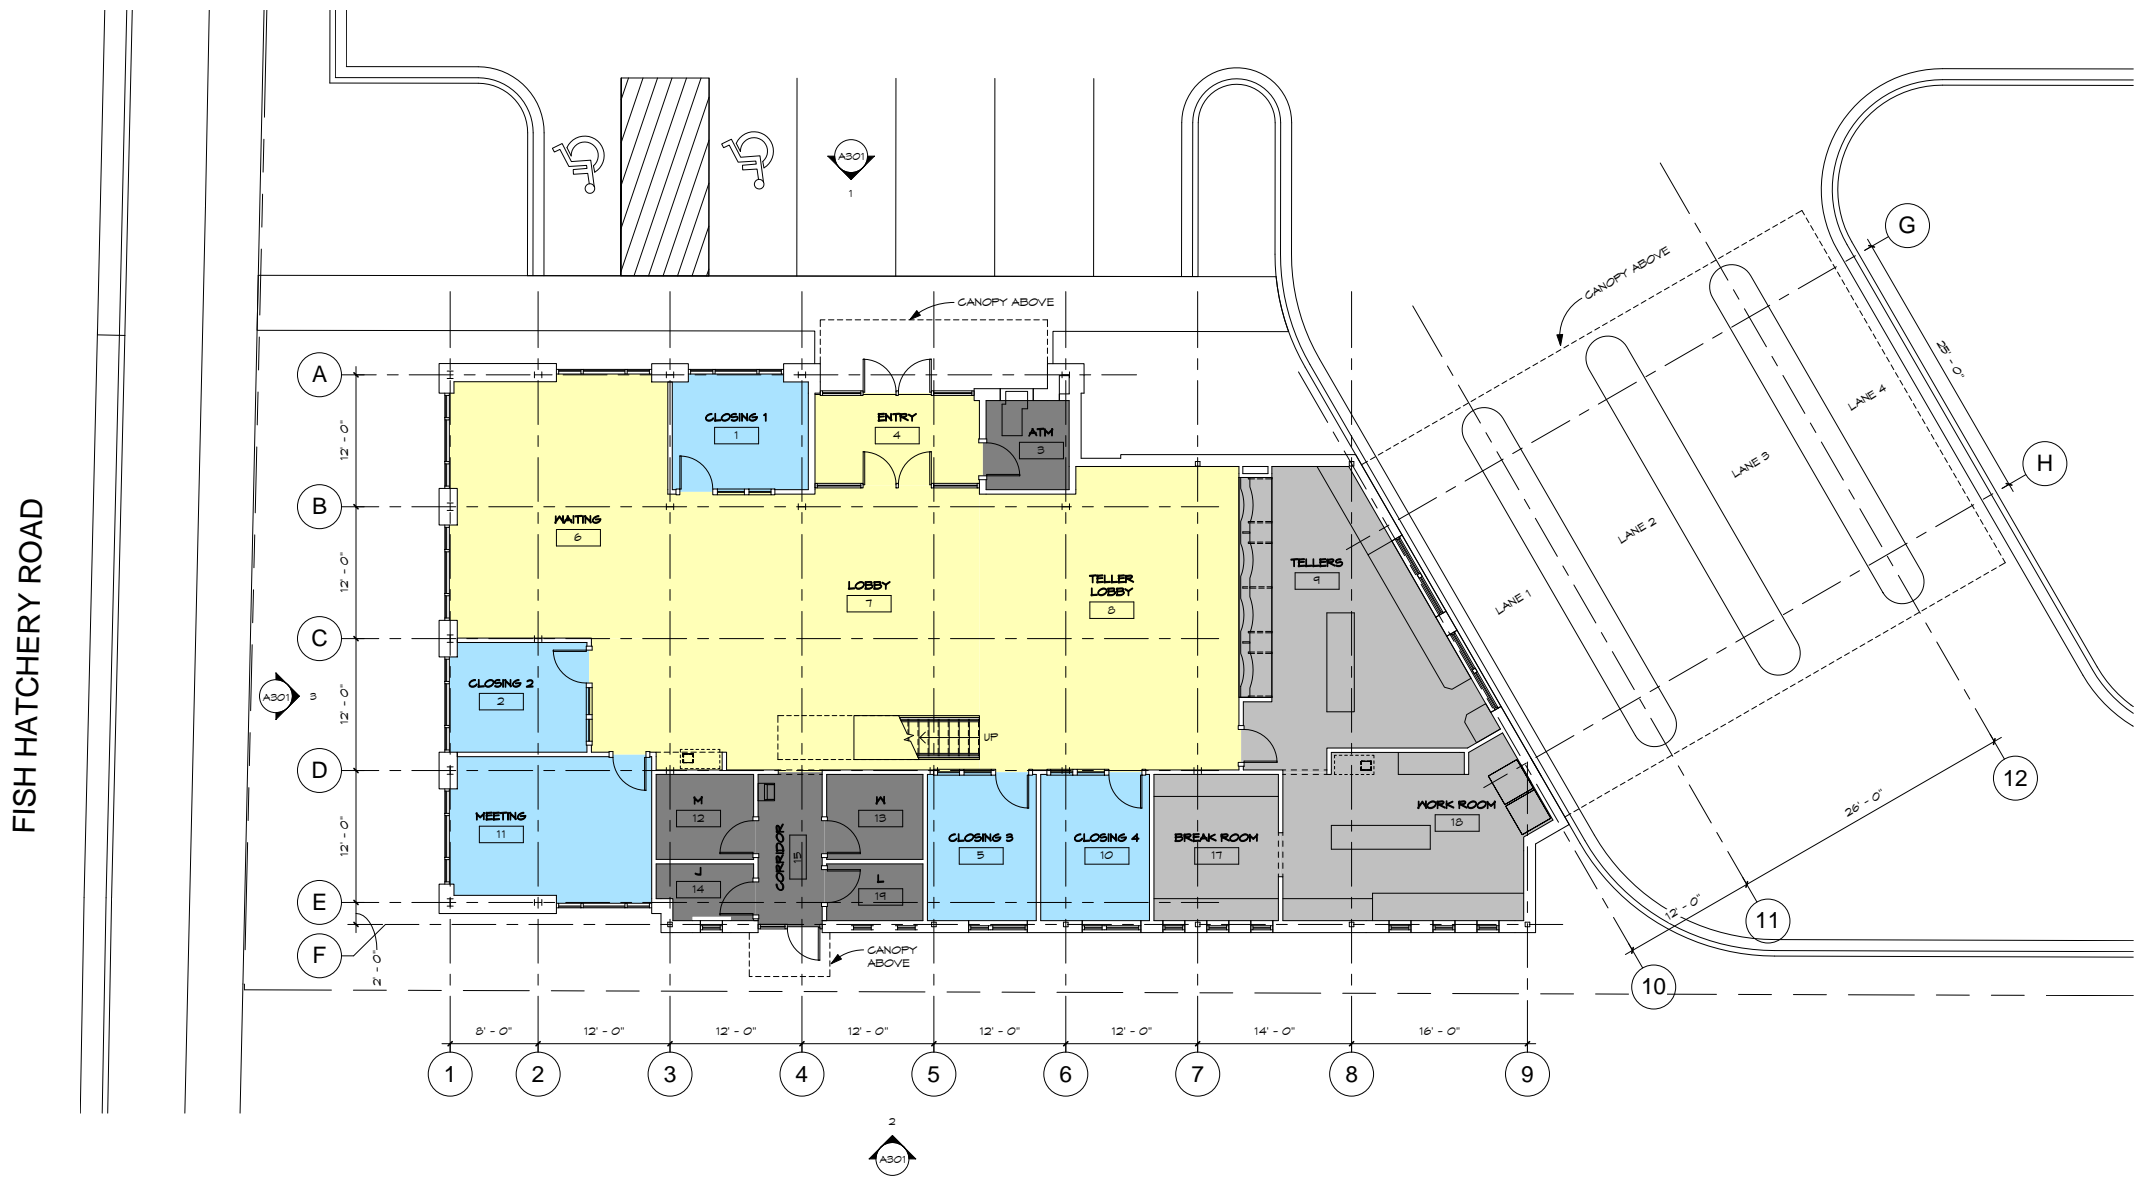 FISH HATCHERY ROAD
A301
1
CANOPY ABOVE
CANOPY ABOVE
G
H
25' - 0"
LANE 4
LANE 3
LANE 2
LANE 1
A
B
C
D
E
F
12' - 0"
12' - 0"
12' - 0"
12' - 0"
2' - 0"
A301
3
CLOSING 1
1
ENTRY
4
ATM
3
WAITING
6
LOBBY
7
TELLER
LOBBY
8
TELLERS
9
CLOSING 2
2
UP
MEETING
11
M
12
J
14
CORRIDOR
15
W
13
L
19
CLOSING 3
5
CLOSING 4
10
BREAK ROOM
17
WORK ROOM
18
CANOPY
ABOVE
12
11
10
26' - 0"
12' - 0"
8' - 0"
12' - 0"
12' - 0"
12' - 0"
12' - 0"
12' - 0"
14' - 0"
16' - 0"
1
2
3
4
5
6
7
8
9
2
A301